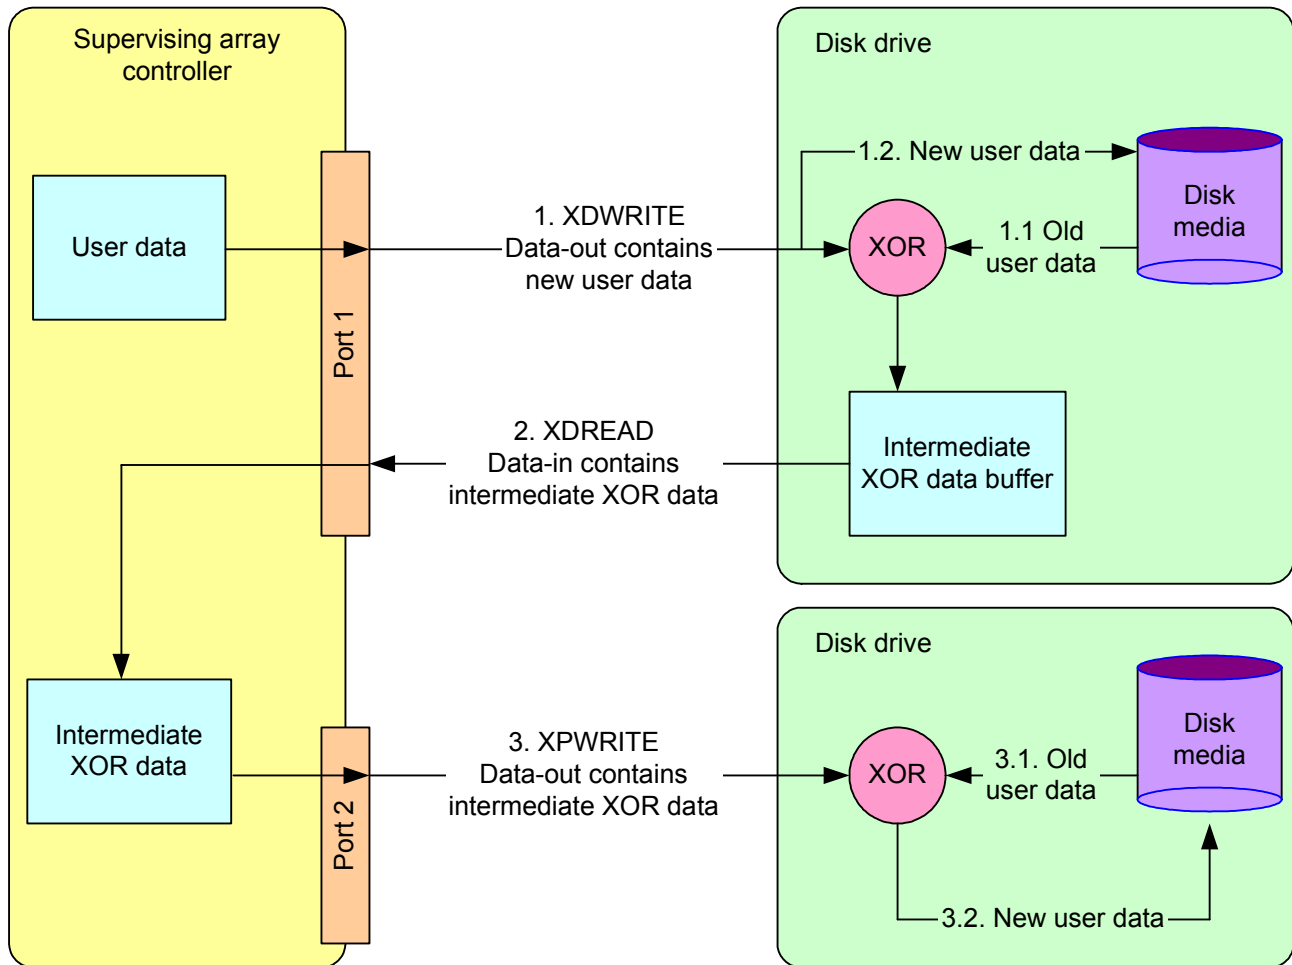 Supervising array
controller
Disk drive
User data
Port 1
1. XDWRITE
Data-out contains
new user data
1.2. New user data
XOR
1.1 Old
user data
Disk
media
2. XDREAD
Data-in contains
intermediate XOR data
Intermediate
XOR data buffer
Disk drive
Intermediate
XOR data
Port 2
3. XPWRITE
Data-out contains
intermediate XOR data
XOR
3.1. Old
user data
Disk
media
3.2. New user data